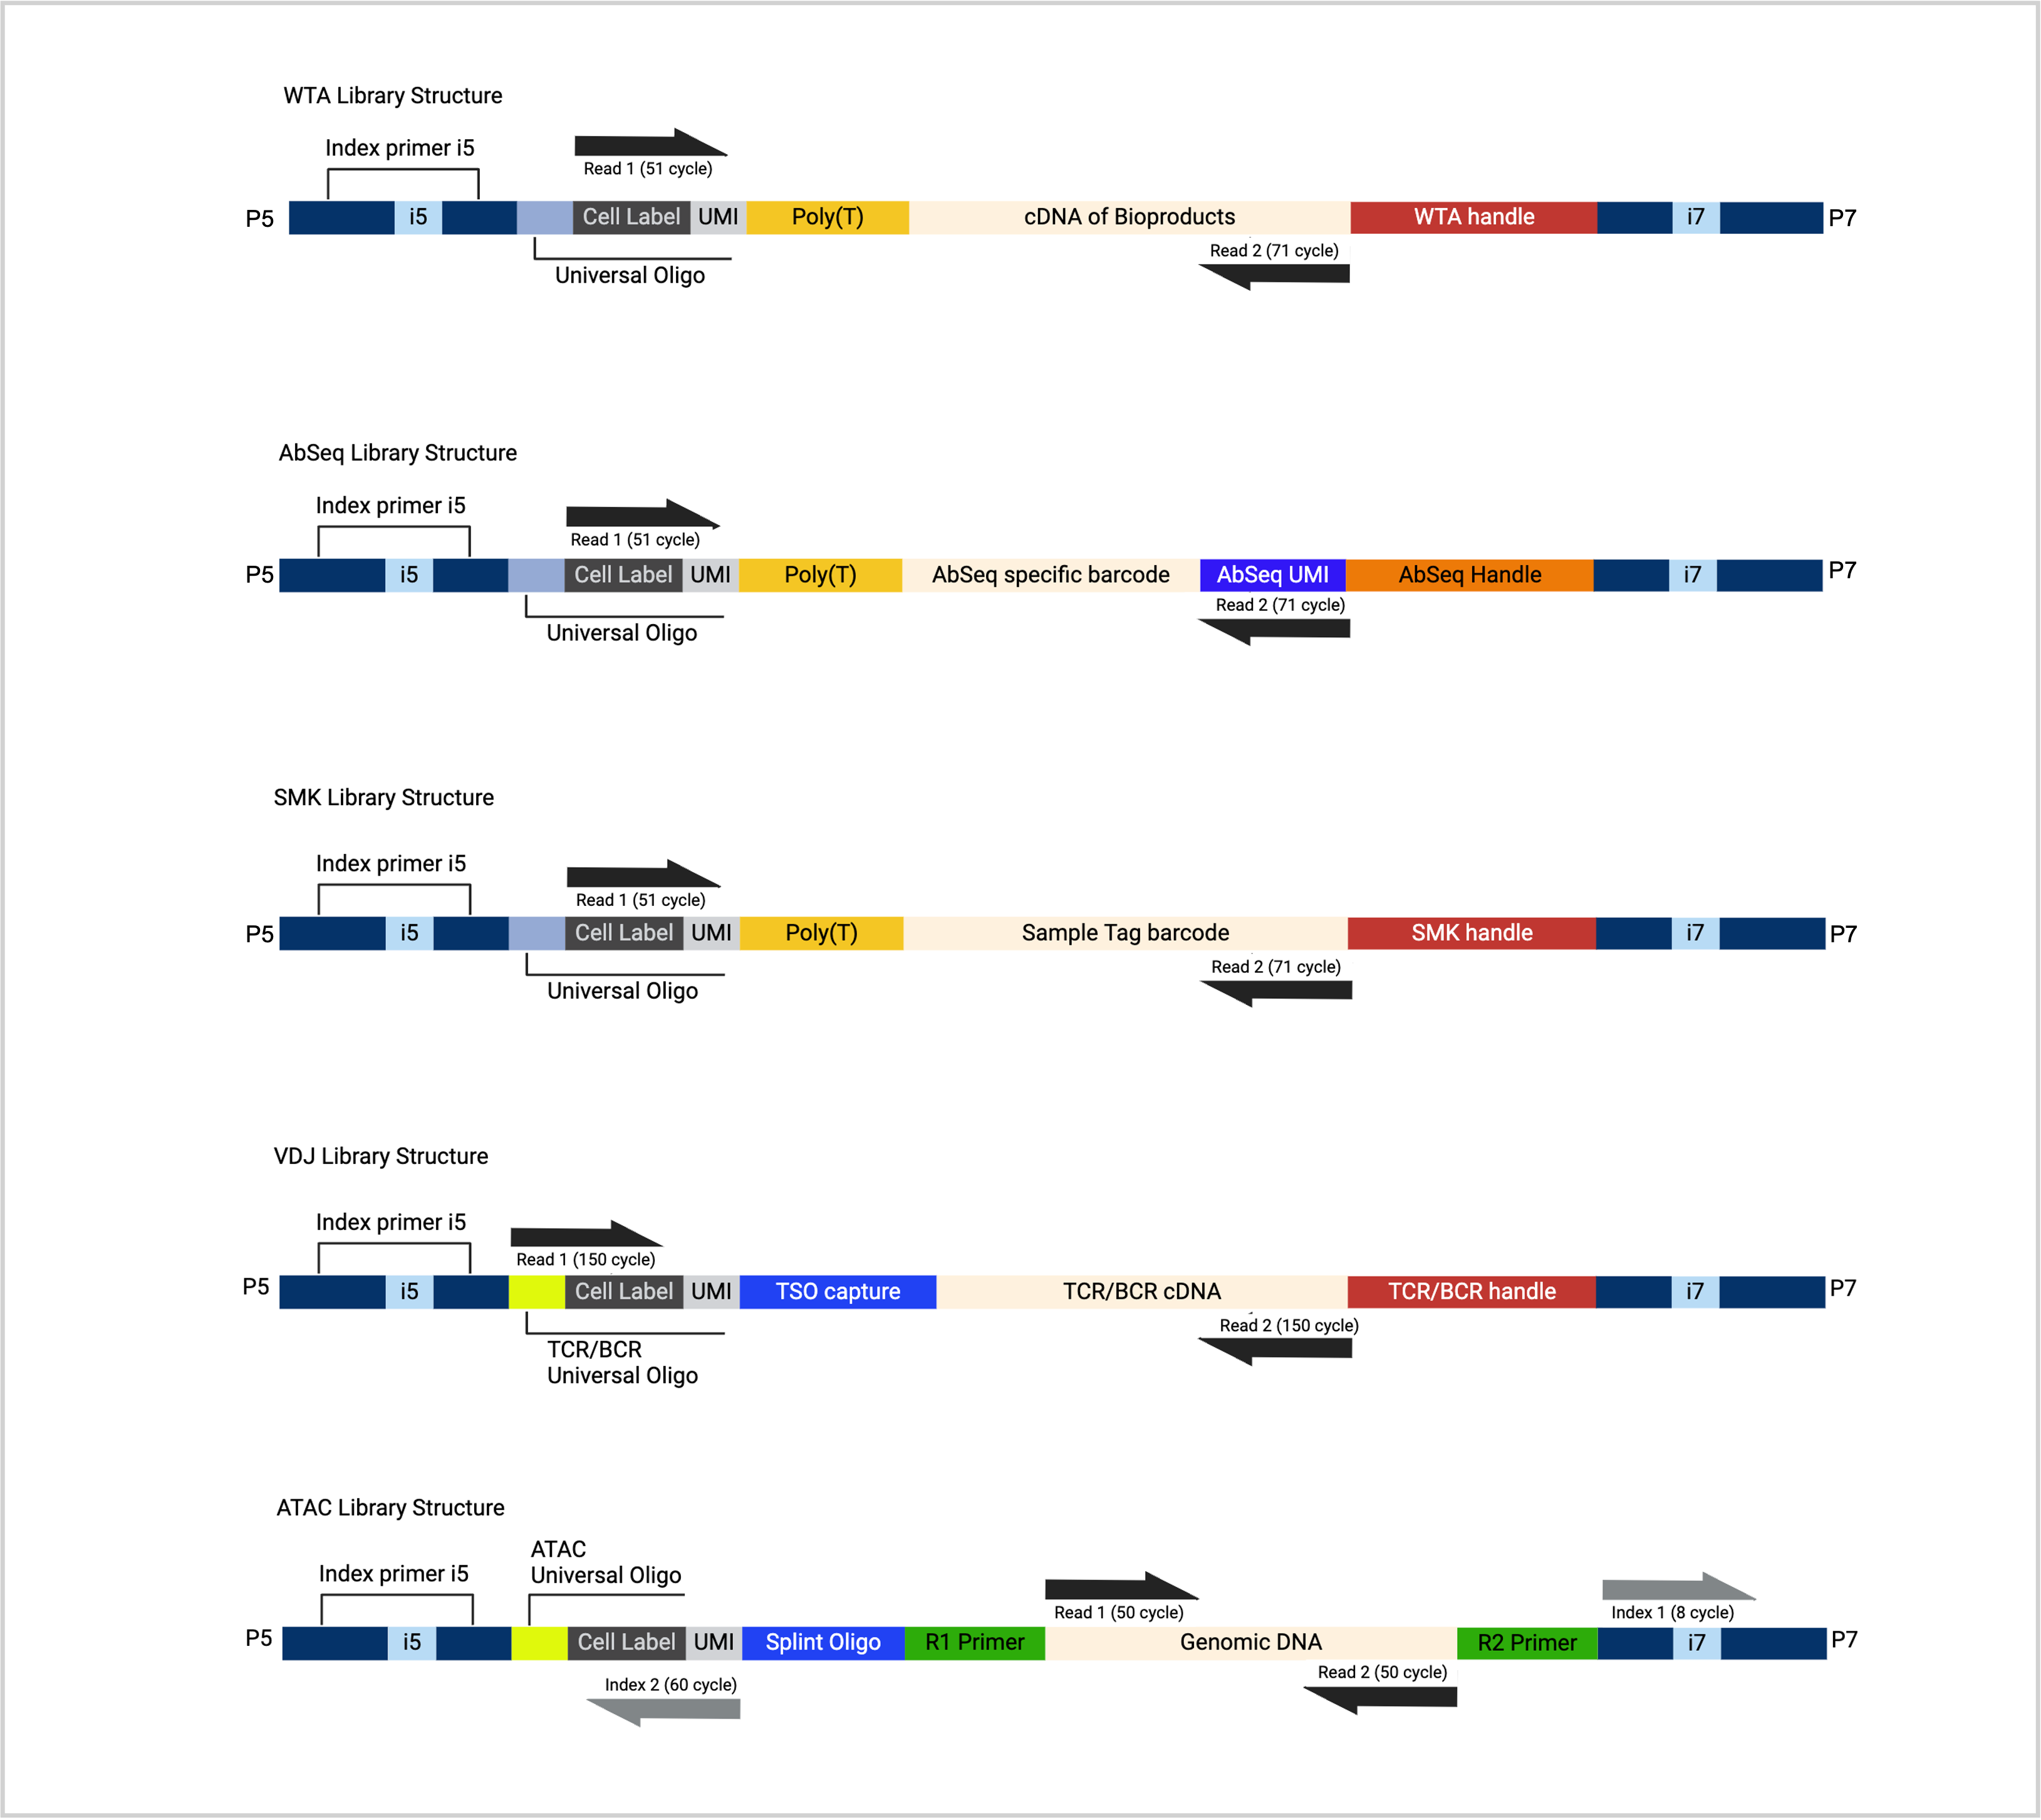 WTA Library Structure
Index primer i5
Read 1 (51 cycle)
P5 i5 Cell Label UMI Poly(T) cDNA of Bioproducts WTA handle i7 P7
Read 2 (71 cycle)
Universal Oligo
AbSeq Library Structure
Index primer i5
Read 1 (51 cycle)
P5 i5 Cell Label UMI Poly(T) AbSeq specific barcode AbSeq UMI AbSeq Handle i7 P7
Read 2 (71 cycle)
Universal Oligo
SMK Library Structure
Index primer i5
Read 1 (51 cycle)
P5 i5 Cell Label UMI Poly(T) Sample Tag barcode SMK handle i7 P7
Read 2 (71 cycle)
Universal Oligo
VDJ Library Structure
Index primer i5
Read 1 (150 cycle)
P5 i5 Cell Label UMI TSO capture TCR/BCR cDNA TCR/BCR handle i7 P7
Read 2 (150 cycle)
TCR/BCR
Universal Oligo
ATAC Library Structure
ATAC
Universal Oligo
Index primer i5
Read 1 (50 cycle)
Index 1 (8 cycle)
P5 i5 Cell Label UMI Splint Oligo R1 Primer Genomic DNA R2 Primer i7 P7
Read 2 (50 cycle)
Index 2 (60 cycle)